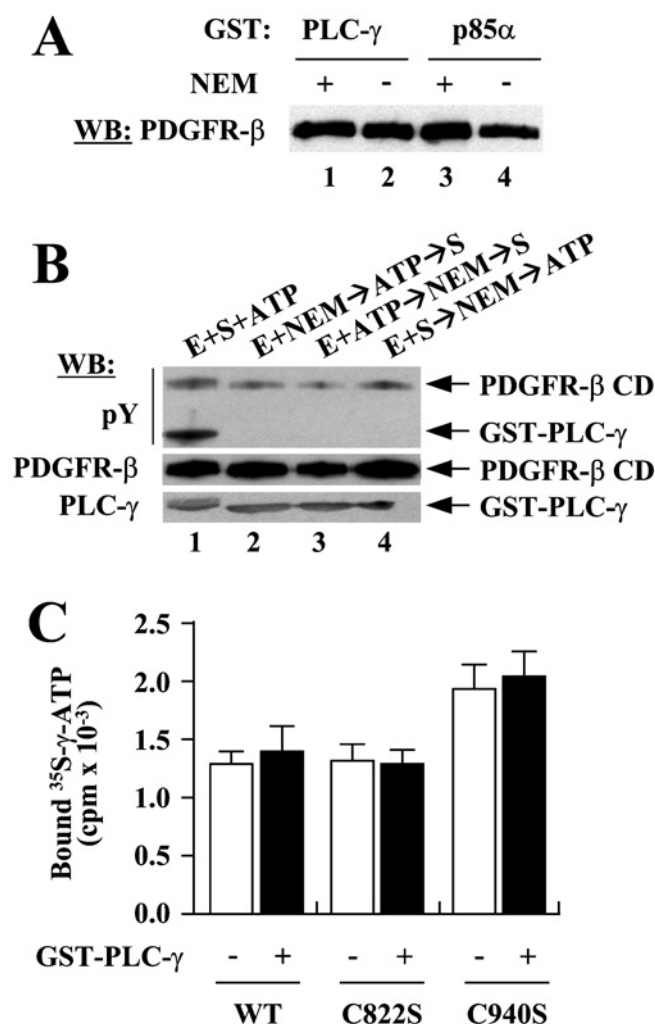 A
GST: PLC-γ p85α
NEM + - + -
WB: PDGFR-β
1 2 3 4
B
E+S+ATP
E+NEM→ATP→S
E+ATP→NEM→S
E+S→NEM→ATP
WB:
pY
PDGFR-β CD
GST-PLC-γ
PDGFR-β PDGFR-β CD
PLC-γ GST-PLC-γ
1 2 3 4
C
Bound ³⁵S-γ-ATP
(cpm x 10⁻³)
2.5
2.0
1.5
1.0
0.5
0.0
GST-PLC-γ - + - + - +
WT C822S C940S